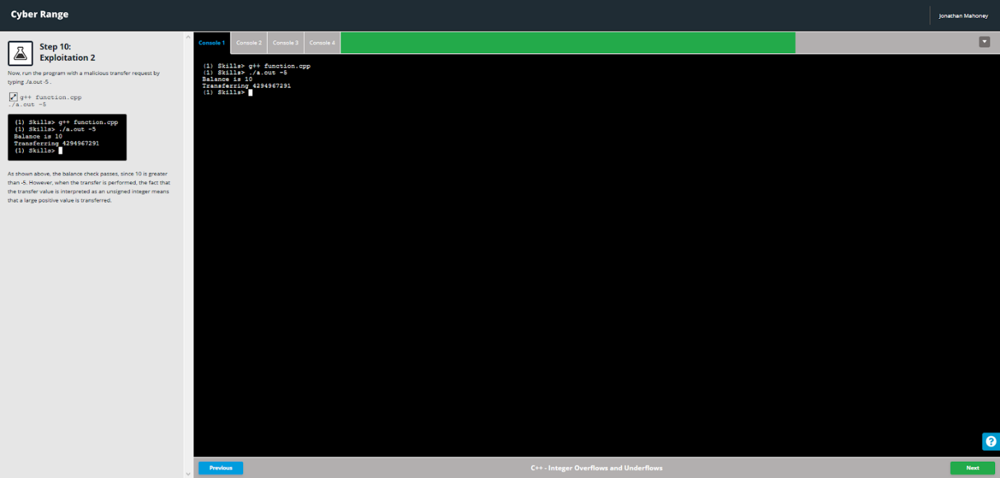 Cyber Range
Jonathan Mahoney
Step 10:
Exploitation 2
Now, run the program with a malicious transfer request by
typing ./a.out -5 .
g++ function.cpp
./a.out -5
(1) Skills> g++ function.cpp
(1) Skills> ./a.out -5
Balance is 10
Transferring 4294967291
(1) Skills>
As shown above, the balance check passes, since 10 is greater
than -5. However, when the transfer is performed, the fact that
the transfer value is interpreted as an unsigned integer means
that a large positive value is transferred.
Console 1
Console 2
Console 3
Console 4
(1) Skills> g++ function.cpp
(1) Skills> ./a.out -5
Balance is 10
Transferring 4294967291
(1) Skills>
?
Previous
C++ - Integer Overflows and Underflows
Next